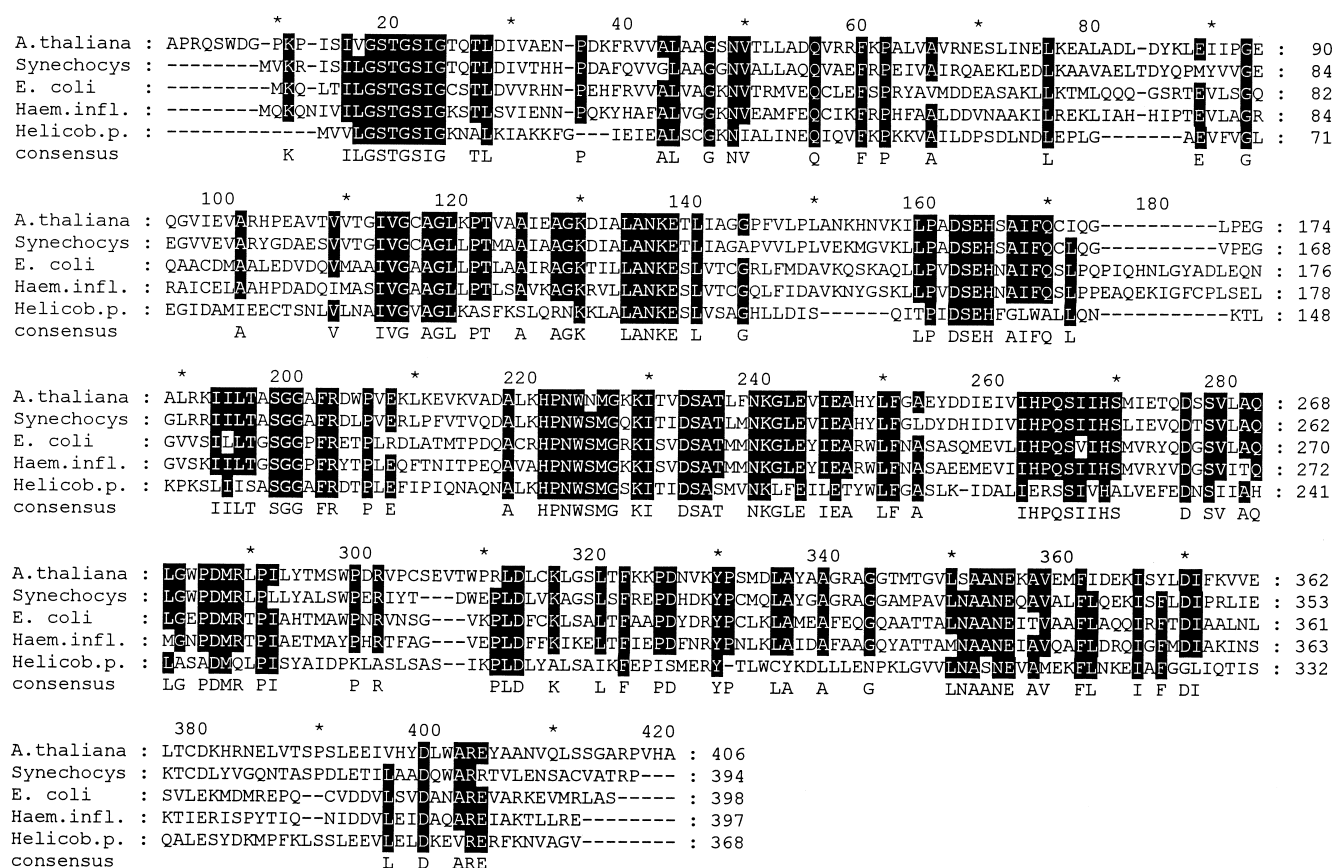 * 20 * 40 * 60 * 80 *
A.thaliana : APRQSWDG-PKP-ISIVGSTGSIGTQTLDIVAEN-PDKFRVVALAAGSNVTLLADQVRRFKPALVAVRNESLINELKEALADL-DYKLEIIPGE : 90
Synechocys : --------MVKR-ISILGSTGSIGTQTLDIVTHH-PDAFQVVGLAAGGNVALLAQQVAEFRPEIVAIRQAEKLEDLKAAVAELTDYQPMYVVGE : 84
E. coli : ---------MKQ-LTILGSTGSIGCSTLDVVRHN-PEHFRVVALVAGKNVTRMVEQCLEFSPRYAVMDDEASAKLLKTMLQQQ-GSRTEVLSGQ : 82
Haem.infl. : --------MQKQNIVILGSTGSIGKSTLSVIENN-PQKYHAFALVGGKNVEAMFEQCIKFRPHFAALDDVNAAKILREKLIAH-HIPTEVLAGR : 84
Helicob.p. : -------------MVVLGSTGSIGKNALKIAKKFG---IEIEALSCGKNIALINEQIQVFKPKKVAILDPSDLNDLEPLG-----AEVFVGL : 71
consensus K ILGSTGSIG TL P AL G NV Q F P A L E G
100 * 120 * 140 * 160 * 180
A.thaliana : QGVIEVARHPEAVTVVTGIVGCAGLKPTVAAIEAGKDIALANKETLIAGGPFVLPLANKHNVKILPADSEHSAIFQCIQG----------LPEG : 174
Synechocys : EGVVEVARYGDAESVVTGIVGCAGLLPTMAAIAAGKDIALANKETLIAGAPVVLPLVEKMGVKLLPADSEHSAIFQCLQG----------VPEG : 168
E. coli : QAACDMAALEDVDQVMAAIVGAAGLLPTLAAIRAGKTILLANKESLVTCGRLFMDAVKQSKAQLLPVDSEHNAIFQSLPQPIQHNLGYADLEQN : 176
Haem.infl. : RAICELAAHPDADQIMASIVGAAGLLPTLSAVKAGKRVLLANKESLVTCGQLFIDAVKNYGSKLLPVDSEHNAIFQSLPPEAQEKIGFCPLSEL : 178
Helicob.p. : EGIDAMIEECTSNLVLNAIVGVAGLKASFKSLQRNKKLALANKESLVSAGHLLDIS------QITPIDSEHFGLWALLQN--------KTL : 148
consensus A V IVG AGL PT A AGK LANKE L G LP DSEH AIFQ L
* 200 * 220 * 240 * 260 * 280
A.thaliana : ALRKIILTASGGAFRDWPVEKLKEVKVADALKHPNWNMGKKITVDSATLFNKGLEVIEAHYLFGAEYDDIEIVIHPQSIIHSMIETQDSSVLAQ : 268
Synechocys : GLRRIILTASGGAFRDLPVERLPFVTVQDALKHPNWSMGQKITIDSATLMNKGLEVIEAHYLFGLDYDHIDIVIHPQSIIHSLIEVQDTSVLAQ : 262
E. coli : GVVSILLTGSGGPFRETPLRDLATMTPDQACRHPNWSMGRKISVDSATMMNKGLEYIEARWLFNASASQMEVLIHPQSVIHSMVRYQDGSVLAQ : 270
Haem.infl. : GVSKIILTGSGGPFRYTPLEQFTNITPEQAVAHPNWSMGKKISVDSATMMNKGLEYIEARWLFNASAEEMEVIIHPQSIIHSMVRYVDGSVITQ : 272
Helicob.p. : KPKSLIISASGGAFRDTPLEFIPIQNAQNALKHPNWSMGSKITIDSASMVNKLFEILETYWLFGASLK-IDALIERSSIVHALVEFEDNSIIAH : 241
consensus IILT SGG FR P E A HPNWSMG KI DSAT NKGLE IEA LF A IHPQSIIHS D SV AQ
* 300 * 320 * 340 * 360 *
A.thaliana : LGWPDMRLPILYTMSWPDRVPCSEVTWPRLDLCKLGSLTFKKPDNVKYPSMDLAYAAGRAGGTMTGVLSAANEKAVEMFIDEKISYLDIFKVVE : 362
Synechocys : LGWPDMRLPLLYALSWPERIYT---DWEPLDLVKAGSLSFREPDHDKYPCMQLAYGAGRAGGAMPAVLNAANEQAVALFLQEKISFLDIPRLIE : 353
E. coli : LGEPDMRTPIAHTMAWPNRVNSG---VKPLDFCKLSALTFAAPDYDRYPCLKLAMEAFEQGQAATTALNAANEITVAAFLAQQIRFTDIAALNL : 361
Haem.infl. : MGNPDMRTPIAETMAYPHRTFAG---VEPLDFFKIKELTFIEPDFNRYPNLKLAIDAFAAGQYATTAMNAANEIAVQAFLDRQIGFMDIAKINS : 363
Helicob.p. : LASADMQLPISYAIDPKLASLSAS---IKPLDLYALSAIKFEPISMERY-TLWCYKDLLLENPKLGVVLNASNEVAMEKFLNKEIAFGGLIQTIS : 332
consensus LG PDMR PI P R PLD K L F PD YP LA A G LNAANE AV FL I F DI
380 * 400 * 420
A.thaliana : LTCDKHRNELVTSPSLEEIVHYDLWAREYAANVQLSSGARPVHA : 406
Synechocys : KTCDLYVGQNTASPDLETILAADQWARRTVLENSACVATRP--- : 394
E. coli : SVLEKMDMREPQ--CVDDVLSVDANAREVARKEVMRLAS----- : 398
Haem.infl. : KTIERISPYTIQ--NIDDVLEIDAQAREIAKTLLRE-------- : 397
Helicob.p. : QALESYDKMPFKLSSLEEVLELDKEVRERFKNVAGV-------- : 368
consensus L D ARE